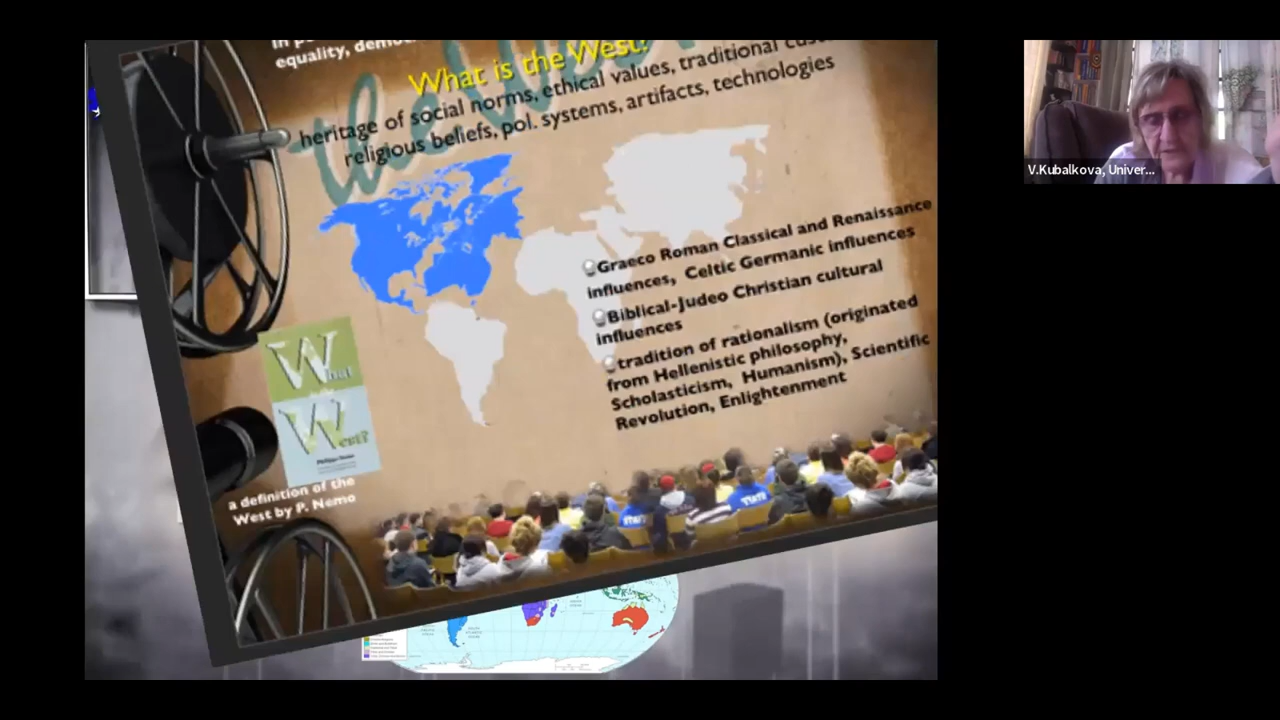 equality,
What is the West?
heritage of social norms, ethical values, traditional
religious beliefs, pol. systems, artifacts, technologies
Graeco Roman Classical and Renaissance
influences, Celtic Germanic influences
Biblical-Judeo Christian cultural
influences
tradition of rationalism (originated
from Hellenistic philosophy,
Scholasticism, Humanism), Scientific
Revolution, Enlightenment
What
West?
a definition of the
West by P. Nemo
V.Kubalkova, Univer...